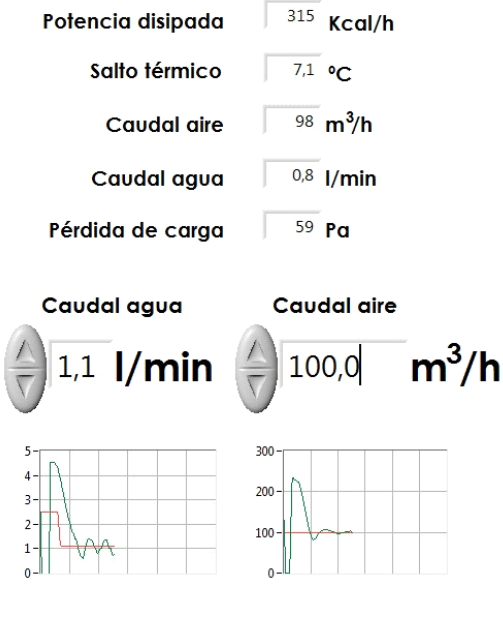 Potencia disipada 315 Kcal/h
Salto térmico 7,1 ºC
Caudal aire 98 m³/h
Caudal agua 0,8 l/min
Pérdida de carga 59 Pa
Caudal agua Caudal aire
1,1 l/min 100,0 m³/h
5 300
4
3 200
2
1 100
0 0